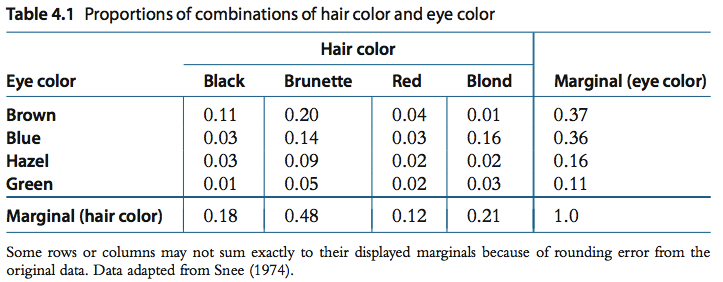 Table 4.1 Proportions of combinations of hair color and eye color
Hair color
Eye color Black Brunette Red Blond Marginal (eye color)
Brown 0.11 0.20 0.04 0.01 0.37
Blue 0.03 0.14 0.03 0.16 0.36
Hazel 0.03 0.09 0.02 0.02 0.16
Green 0.01 0.05 0.02 0.03 0.11
Marginal (hair color) 0.18 0.48 0.12 0.21 1.0
Some rows or columns may not sum exactly to their displayed marginals because of rounding error from the
original data. Data adapted from Snee (1974).